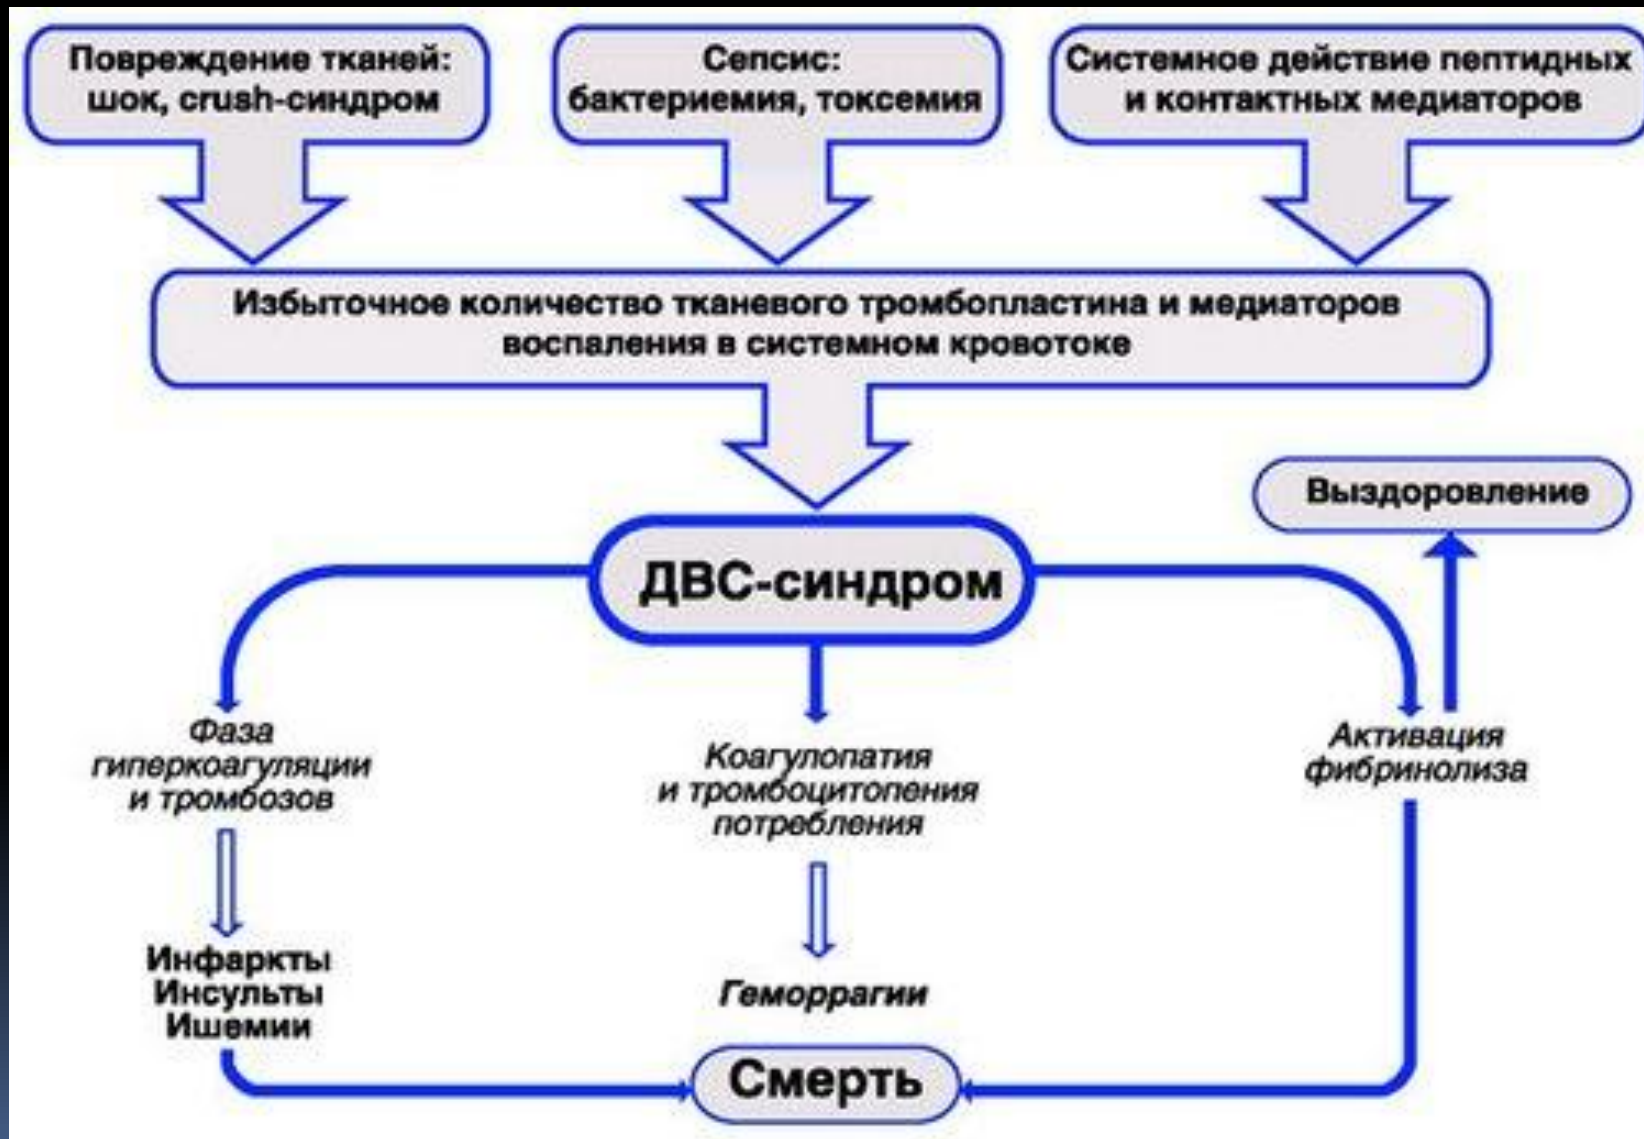 Повреждение тканей:
шок, crush-синдром
Сепсис:
бактериемия, токсемия
Системное действие пептидных
и контактных медиаторов
Избыточное количество тканевого тромбопластина и медиаторов
воспаления в системном кровотоке
Выздоровление
ДВС-синдром
Фаза
гиперкоагуляции
и тромбозов
Коагулопатия
и тромбоцитопения
потребления
Активация
фибринолиза
Инфаркты
Инсульты
Ишемии
Геморрагии
Смерть